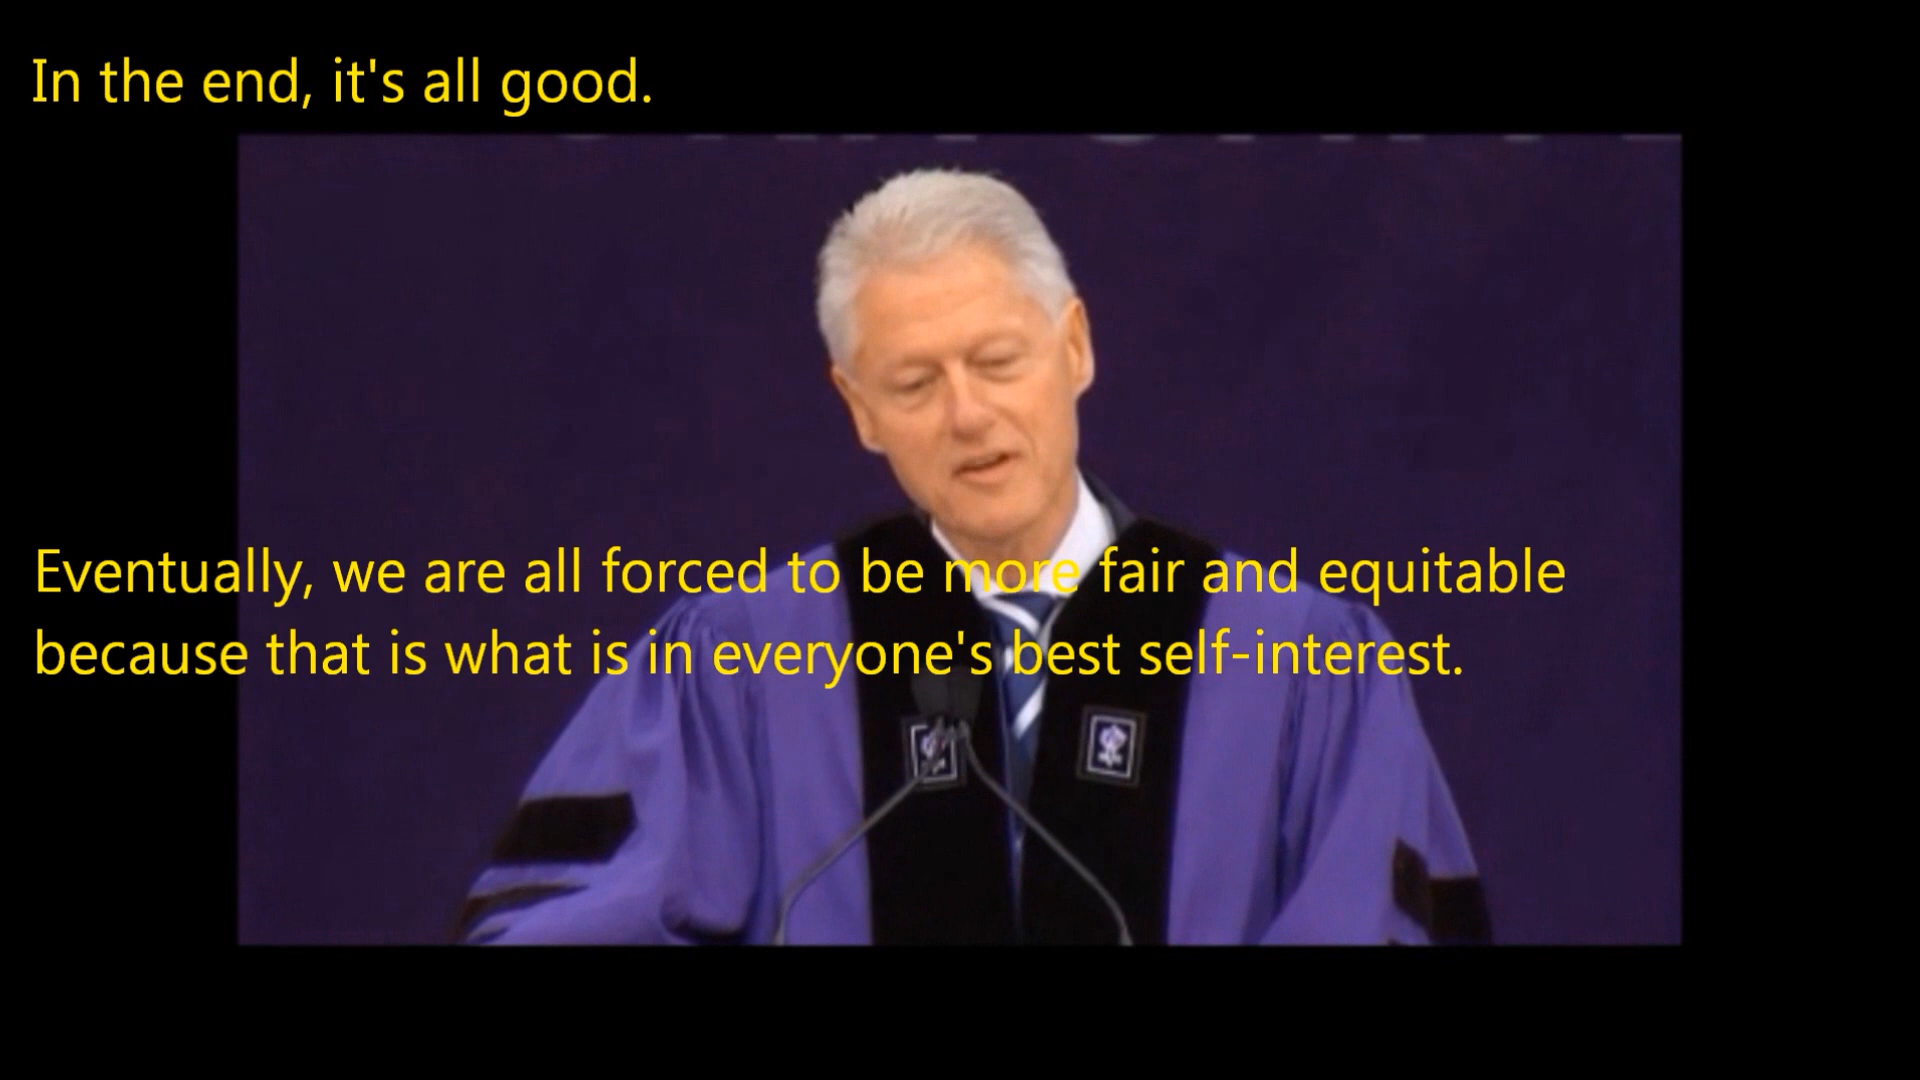 In the end, it's all good.
Eventually, we are all forced to be more fair and equitable
because that is what is in everyone's best self-interest.